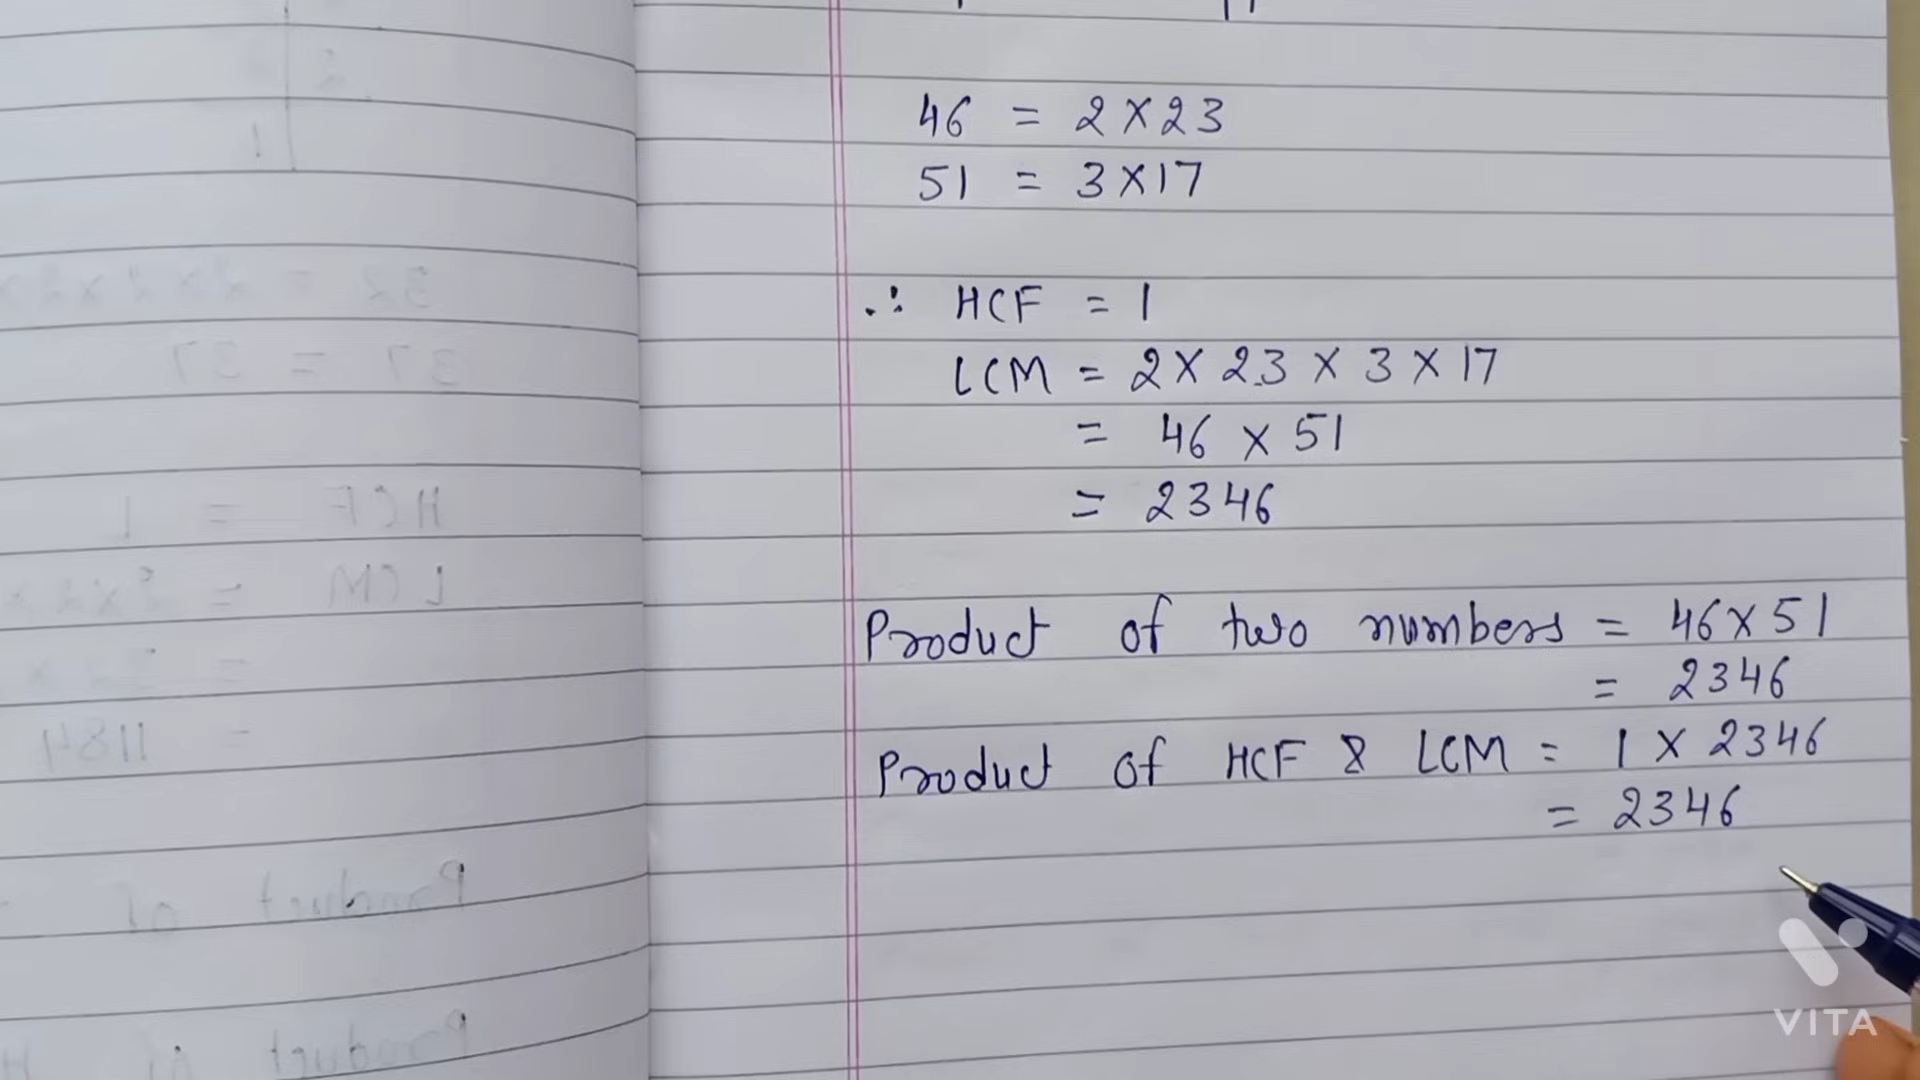 46 = 2 × 23
51 = 3 × 17
∴ HCF = 1
LCM = 2 × 23 × 3 × 17
= 46 × 51
= 2346
Product of two numbers = 46 × 51
= 2346
Product of HCF & LCM = 1 × 2346
= 2346
VITA